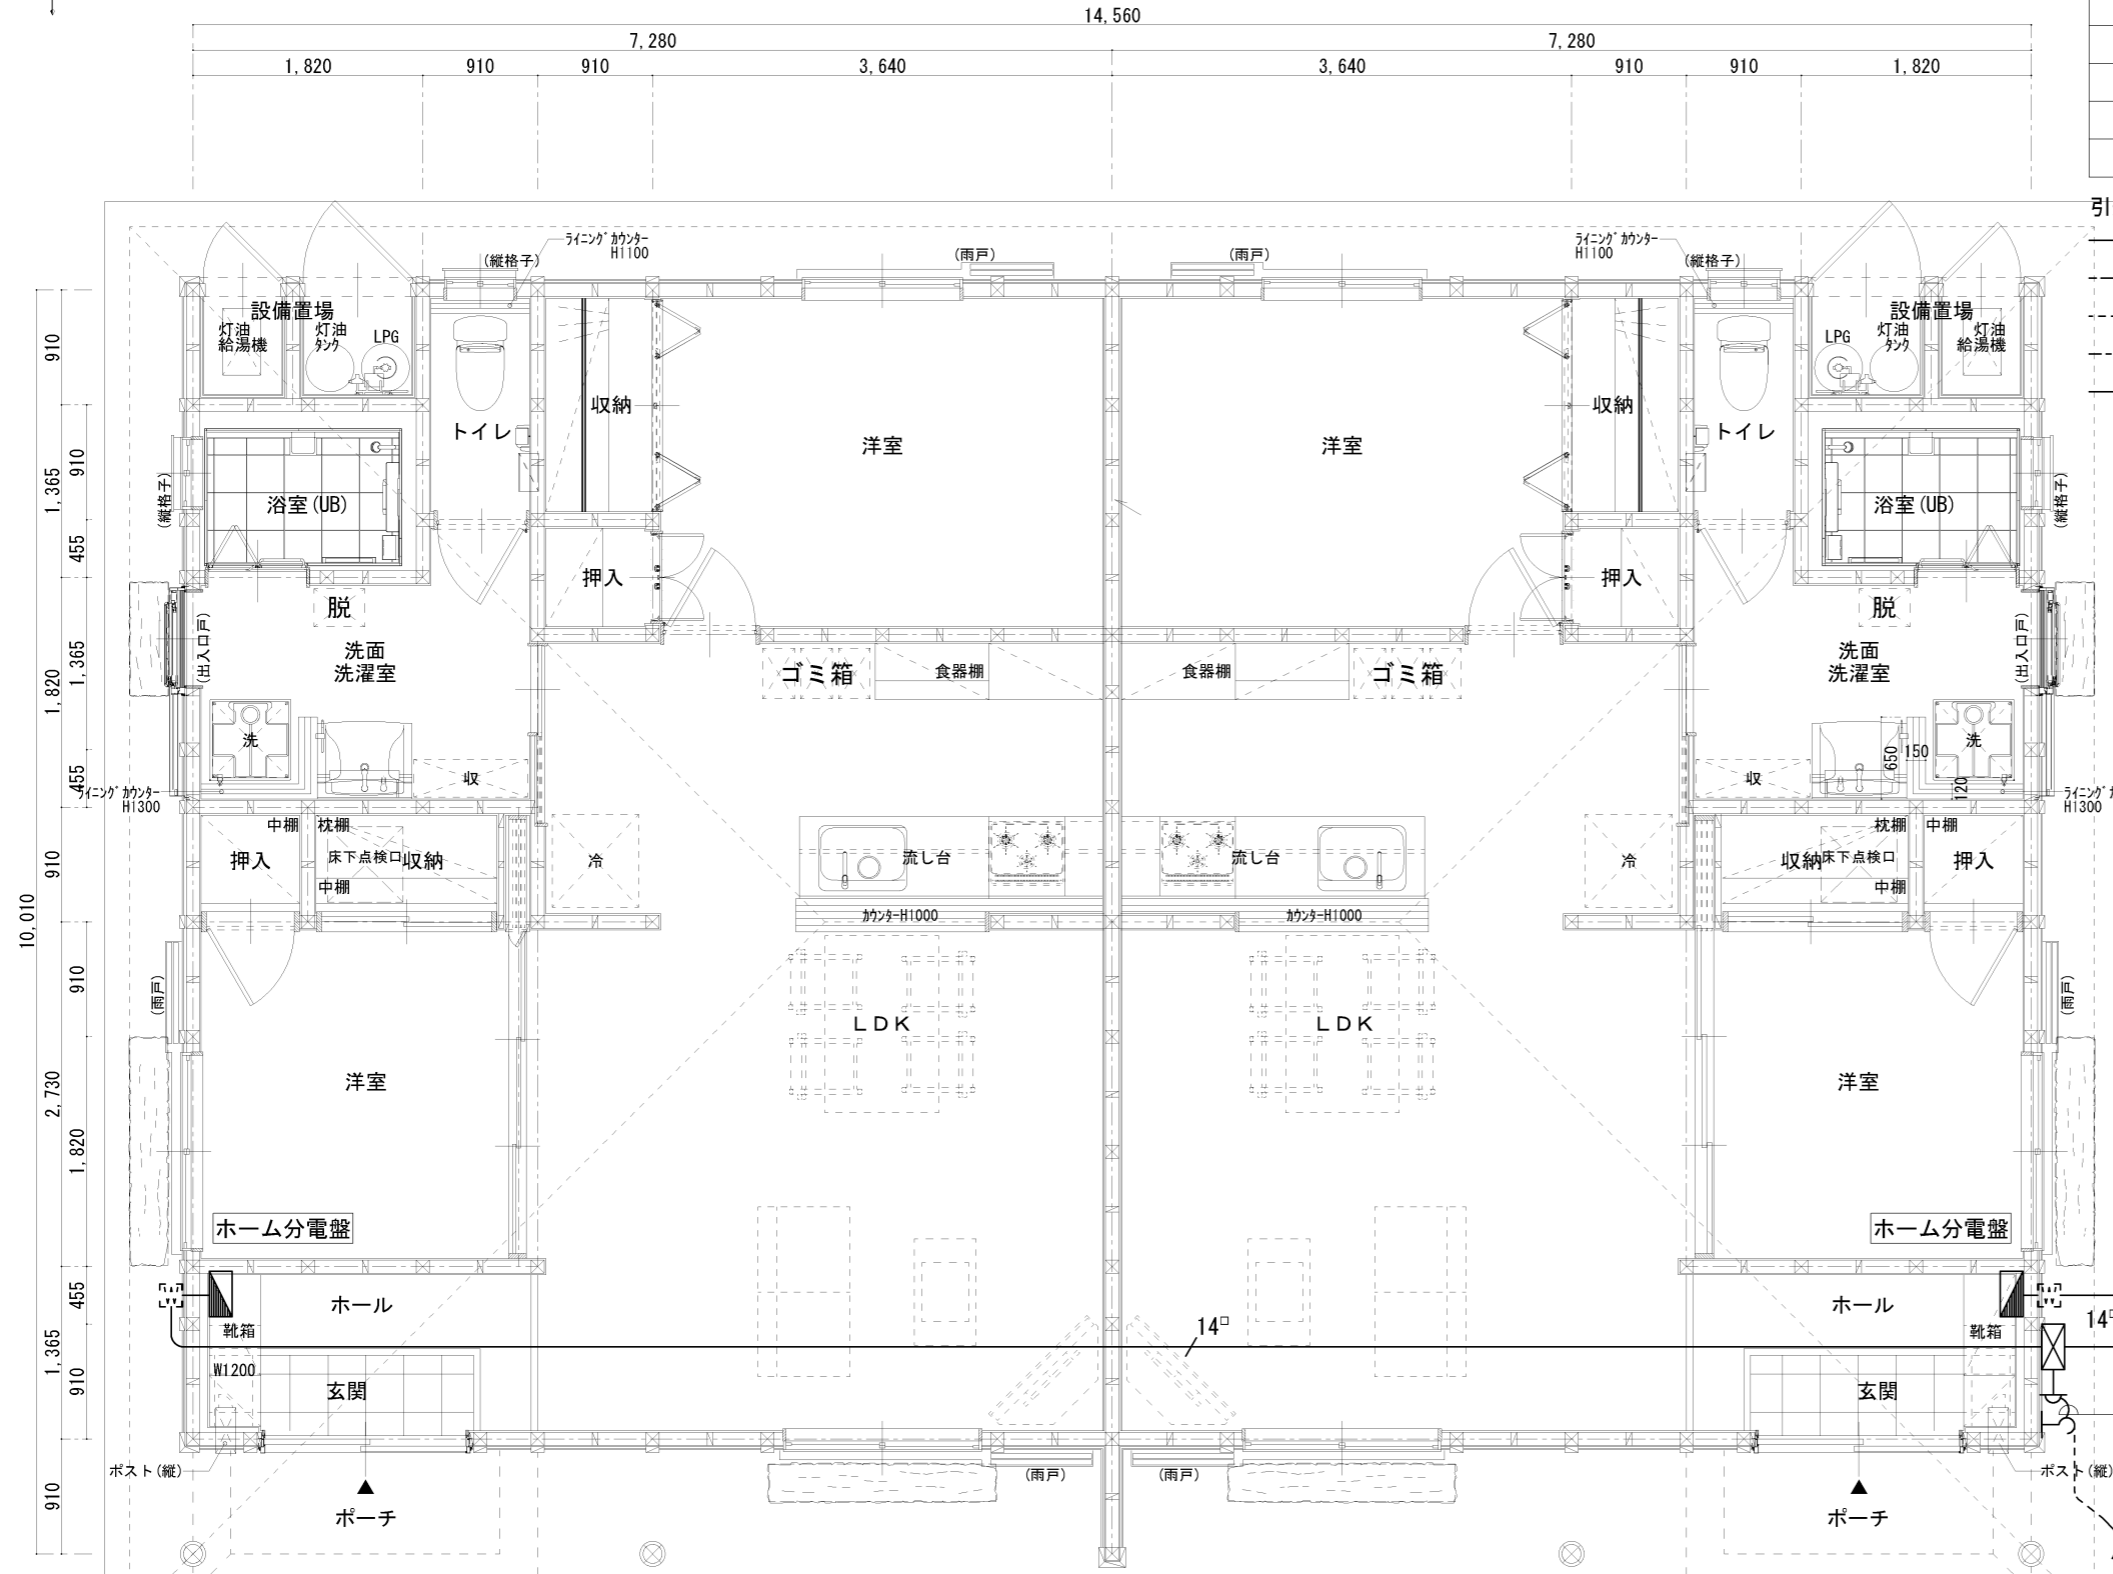 14,560
7,280
7,280
1,820
910
910
3,640
3,640
910
910
1,820
引
ﾗｲﾆﾝｸﾞｶｳﾝﾀｰ
H1100
(縦格子)
(雨戸)
(雨戸)
ﾗｲﾆﾝｸﾞｶｳﾝﾀｰ
H1100
(縦格子)
設備置場
灯油
給湯機
灯油
ﾀﾝｸ
LPG
設備置場
LPG
灯油
ﾀﾝｸ
灯油
給湯機
トイレ
収納
洋室
洋室
収納
トイレ
浴室(UB)
(縦格子)
浴室(UB)
(縦格子)
押入
押入
脱
洗面
洗濯室
(出入口戸)
脱
洗面
洗濯室
(出入口戸)
ゴミ箱
食器棚
食器棚
ゴミ箱
洗
収
収
650
150
120
洗
ﾗｲﾆﾝｸﾞｶｳﾝﾀｰ
H1300
ﾗｲﾆﾝｸﾞｶ
H1300
中棚
枕棚
押入
床下点検口
収納
中棚
冷
流し台
流し台
冷
枕棚
中棚
収納
床下点検口
押入
中棚
ｶｳﾝﾀｰH1000
ｶｳﾝﾀｰH1000
(雨戸)
(雨戸)
LDK
LDK
洋室
洋室
ホーム分電盤
ホーム分電盤
W
ホール
靴箱
W1200
玄関
14□
ホール
靴箱
玄関
W
14□
ポスト(縦)
(雨戸)
(雨戸)
ポスト(縦)
ポーチ
ポーチ
910
1,365
910
455
1,820
1,365
455
910
10,010
910
2,730
1,820
455
1,365
910
910